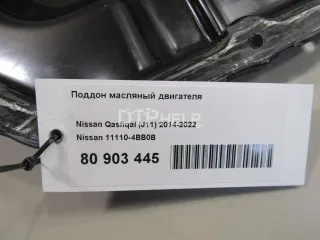 Поддон масляный двигателя
Nissan Qashqai (J11) 2014-2022
Nissan 11110-4BB0B
80 903 445